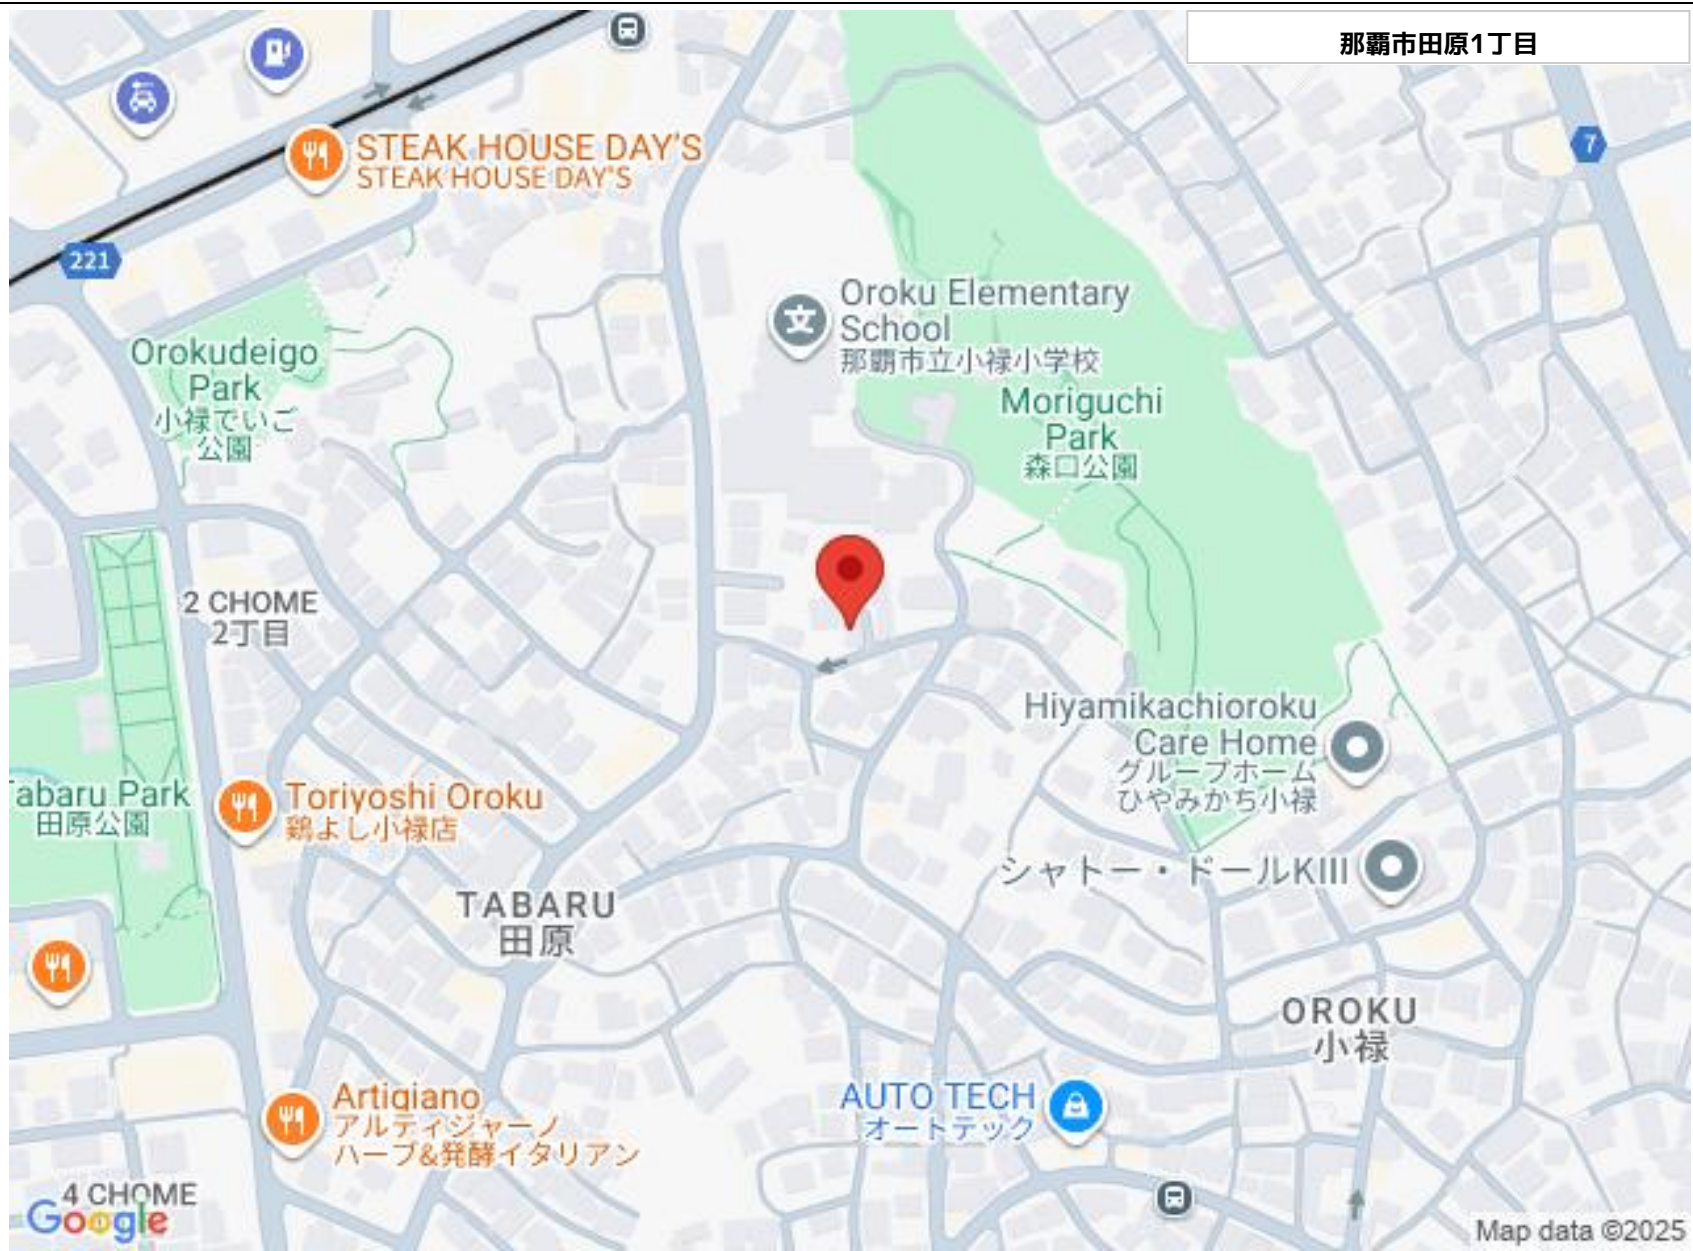 那覇市田原1丁目
7
STEAK HOUSE DAY'S
STEAK HOUSE DAY'S
221
Oroku Elementary
School
那覇市立小禄小学校
Orokudeigo
Park
小禄でいご
公園
Moriguchi
Park
森口公園
2 CHOME
2丁目
Hiyamikachioroku
Care Home
グループホーム
ひやみかち小禄
Tabaru Park
田原公園
Toriyoshi Oroku
鶏よし小禄店
シャトー・ドールKIII
TABARU
田原
OROKU
小禄
Artigiano
アルティジャーノ
ハーブ&発酵イタリアン
AUTO TECH
オートテック
4 CHOME
Google
Map data ©2025